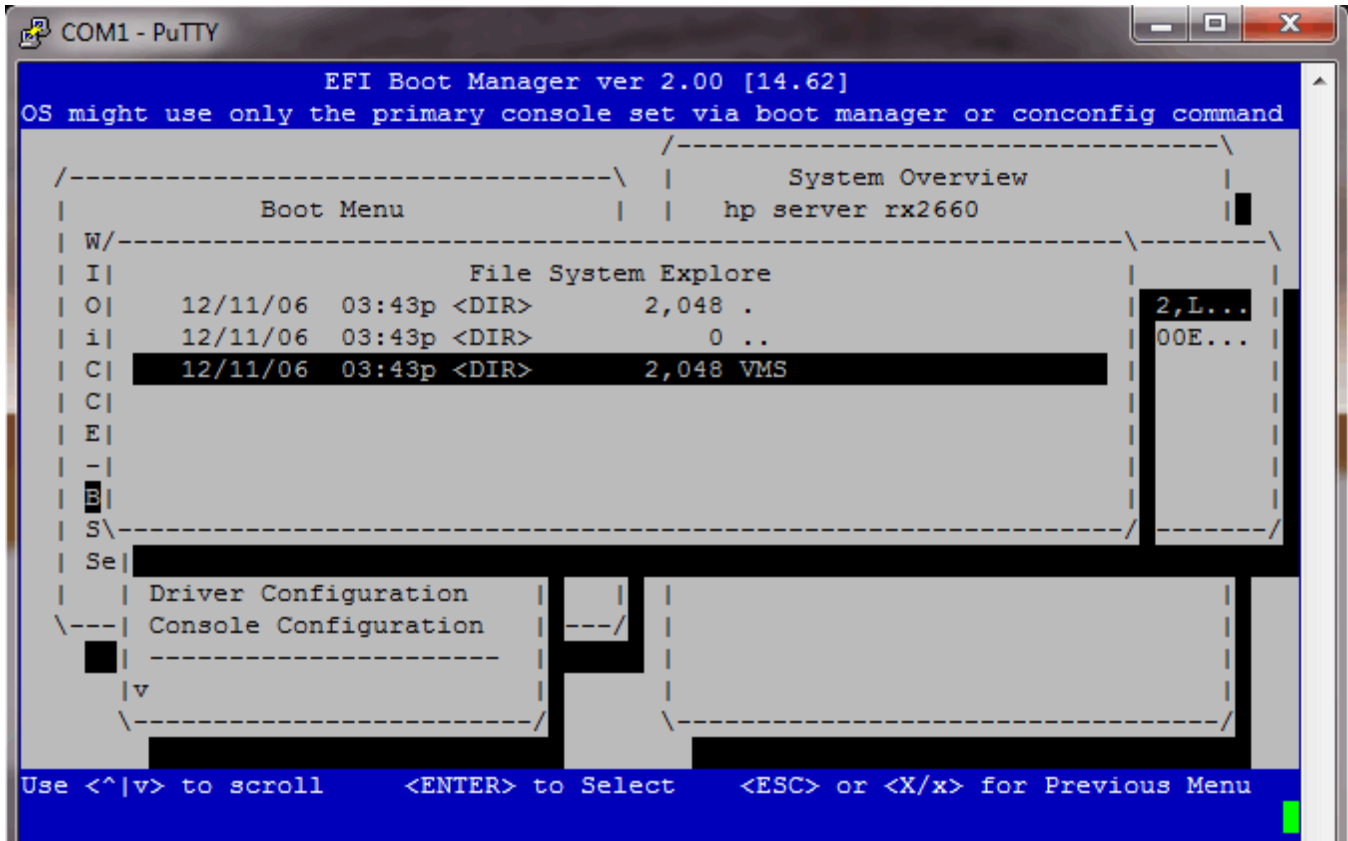 COM1 - PuTTY
EFI Boot Manager ver 2.00 [14.62]
OS might use only the primary console set via boot manager or conconfig command
/----------------------------------\
/----------------------------------\ | System Overview |
| Boot Menu | | hp server rx2660 |
| W/---------------------------------------------------------------\--------\
| I| File System Explore | |
| O| 12/11/06 03:43p <DIR> 2,048 . | 2,L... |
| i| 12/11/06 03:43p <DIR> 0 .. | 00E... |
| C| 12/11/06 03:43p <DIR> 2,048 VMS | |
| C| | |
| E| | |
| -| | |
| B| | |
| S\---------------------------------------------------------------/ -------/
| Se|
| | Driver Configuration | | | |
\---| Console Configuration | ---/ | |
| ---------------------- | | |
|v | | |
\--------------------------/ \----------------------------------/
Use <^|v> to scroll <ENTER> to Select <ESC> or <X/x> for Previous Menu